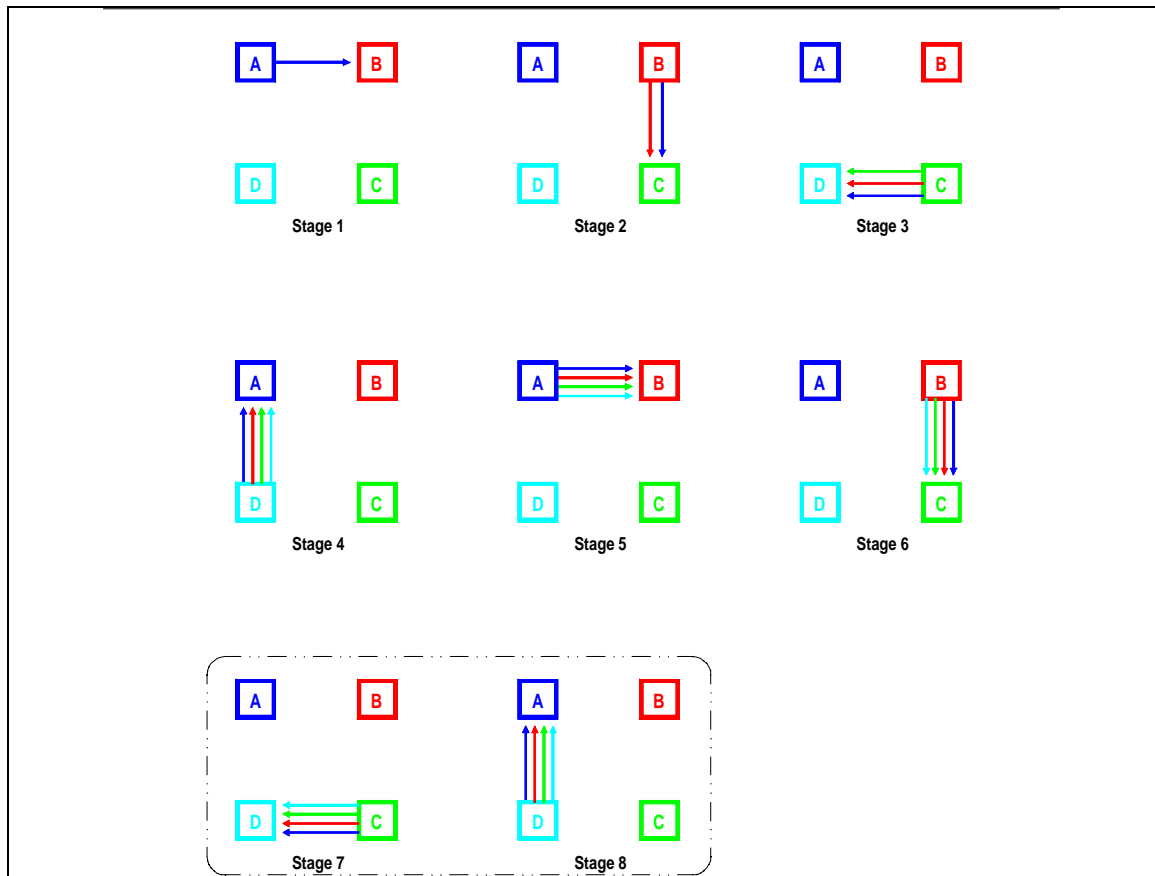 A B A B A B
D C D C D C
Stage 1 Stage 2 Stage 3
A B A B A B
D C D C D C
Stage 4 Stage 5 Stage 6
A B A B
D C D C
Stage 7 Stage 8